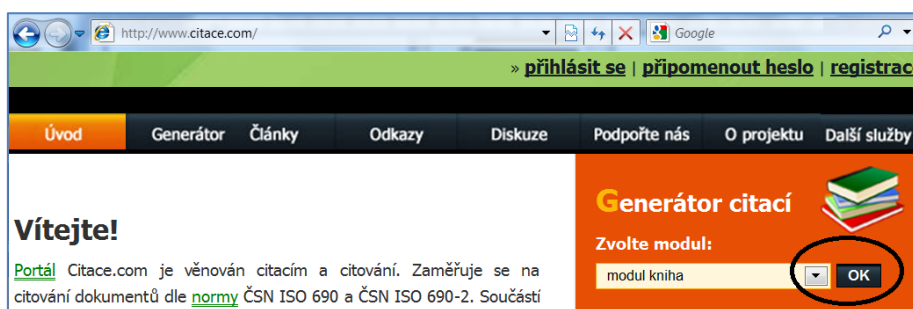 http://www.citace.com/
Google
» přihlásit se | připomenout heslo | registrac
Úvod Generátor Články Odkazy Diskuze Podpořte nás O projektu Další služby
Vítejte!
Portál Citace.com je věnován citacím a citování. Zaměřuje se na
citování dokumentů dle normy ČSN ISO 690 a ČSN ISO 690-2. Součástí
Generátor citací
Zvolte modul:
modul kniha OK